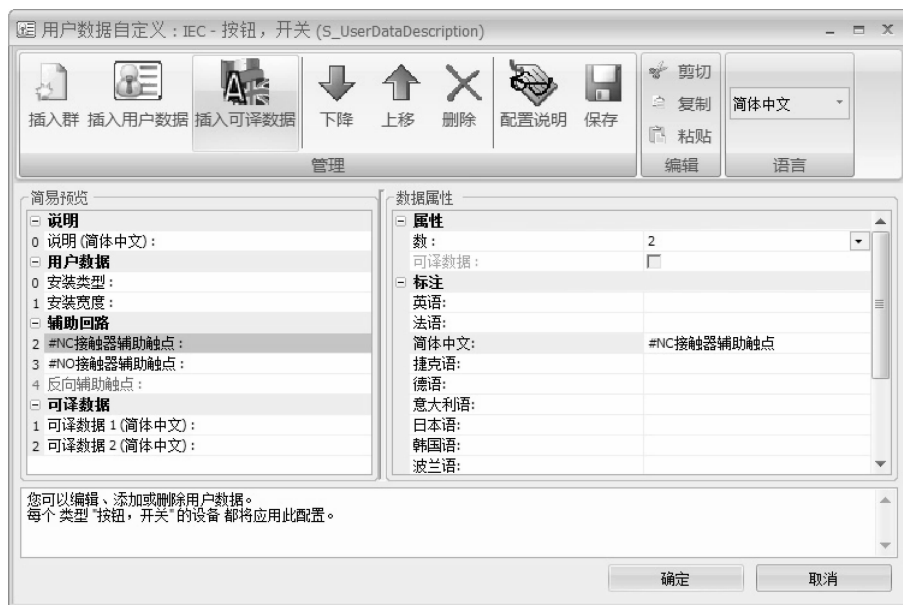 用户数据自定义：IEC - 按钮，开关 (S_UserDataDescription)
插入群 插入用户数据 插入可译数据 下降 上移 删除 配置说明 保存
剪切
复制
粘贴
简体中文
管理 编辑 语言
简易预览
说明
0 说明 (简体中文)：
用户数据
0 安装类型：
1 安装宽度：
辅助回路
2 #NC接触器辅助触点：
3 #NO接触器辅助触点：
4 反向辅助触点：
可译数据
1 可译数据 1 (简体中文)：
2 可译数据 2 (简体中文)：
数据属性
属性
数： 2
可译数据：
标注
英语:
法语:
简体中文: #NC接触器辅助触点
捷克语:
德语:
意大利语:
日本语:
韩国语:
波兰语:
您可以编辑、添加或删除用户数据。
每个 类型 "按钮，开关" 的设备 都将应用此配置。
确定 取消